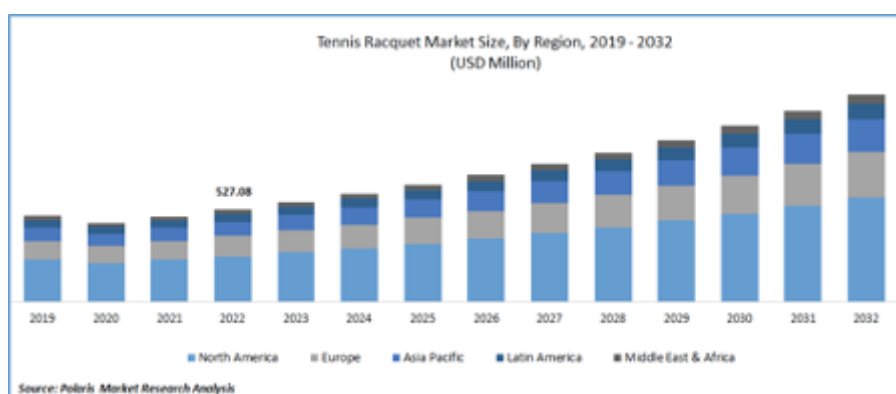 Tennis Racquet Market Size, By Region, 2019 - 2032
(USD Million)
527.08
2019 2020 2021 2022 2023 2024 2025 2026 2027 2028 2029 2030 2031 2032
North America Europe Asia Pacific Latin America Middle East & Africa
Source: Polaris Market Research Analysis